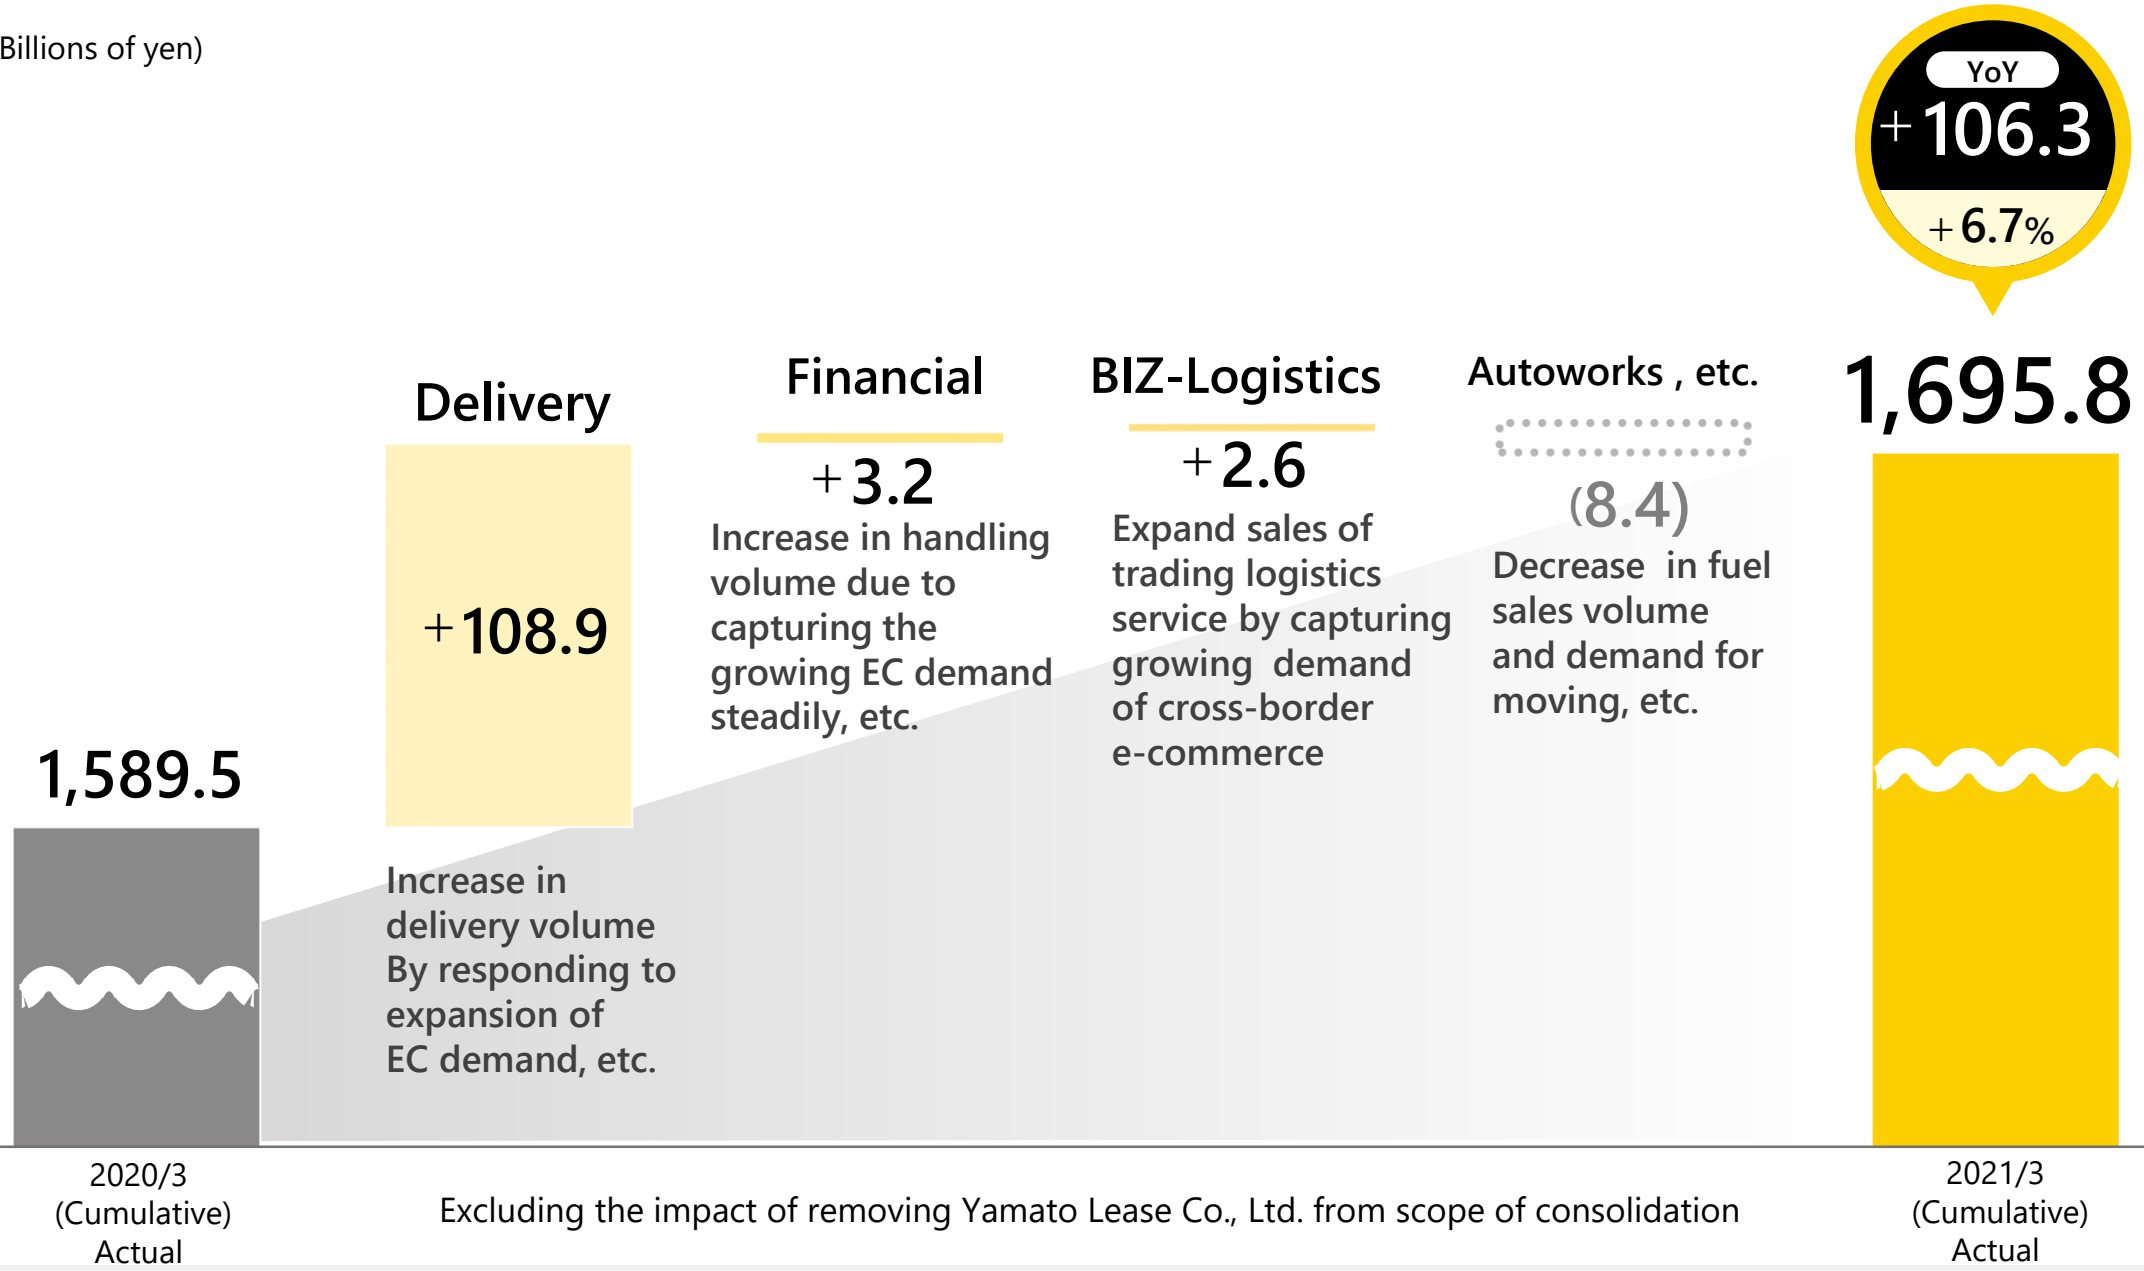 Billions of yen)
YoY
+106.3
+6.7%
Delivery
+108.9
Increase in
delivery volume
By responding to
expansion of
EC demand, etc.
Financial
+3.2
Increase in handling
volume due to
capturing the
growing EC demand
steadily, etc.
BIZ-Logistics
+2.6
Expand sales of
trading logistics
service by capturing
growing demand
of cross-border
e-commerce
Autoworks , etc.
(8.4)
Decrease in fuel
sales volume
and demand for
moving, etc.
1,695.8
1,589.5
2020/3
(Cumulative)
Actual
Excluding the impact of removing Yamato Lease Co., Ltd. from scope of consolidation
2021/3
(Cumulative)
Actual